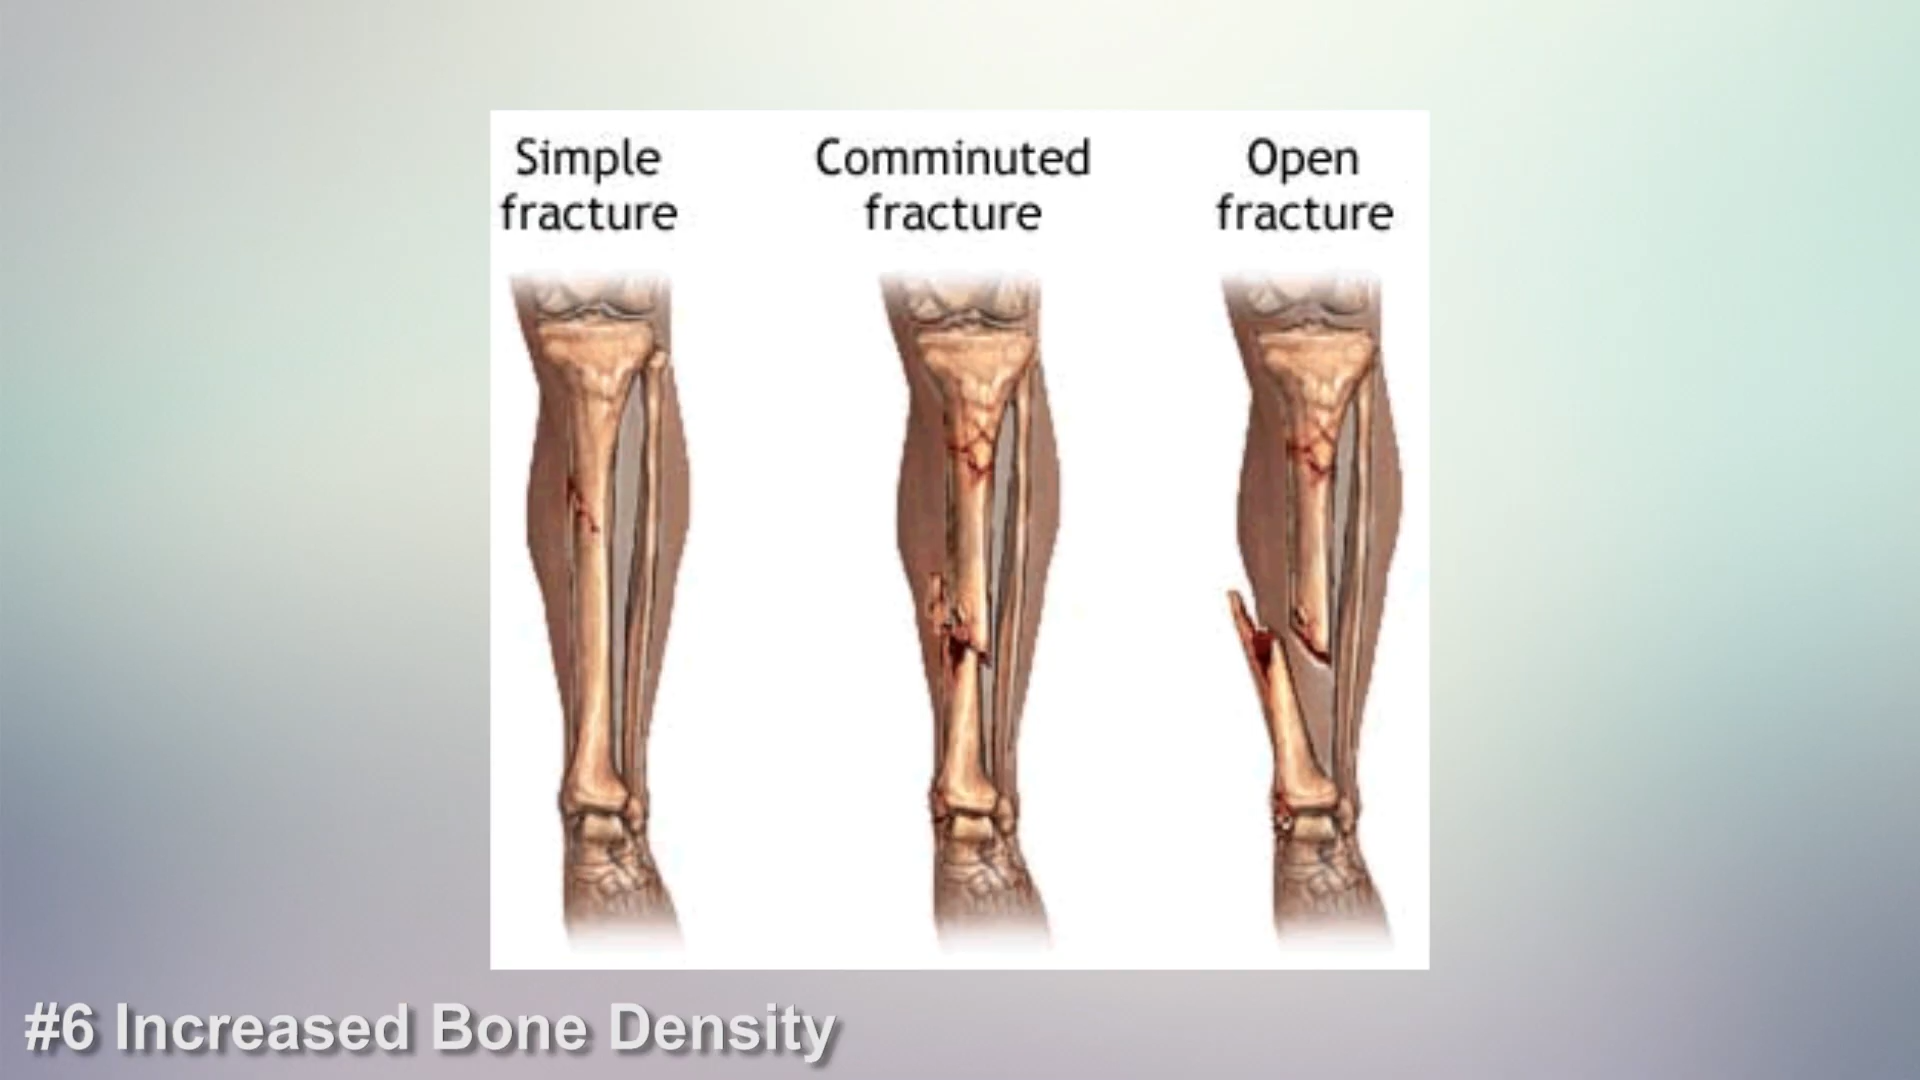 Simple
fracture
Comminuted
fracture
Open
fracture
#6 Increased Bone Density